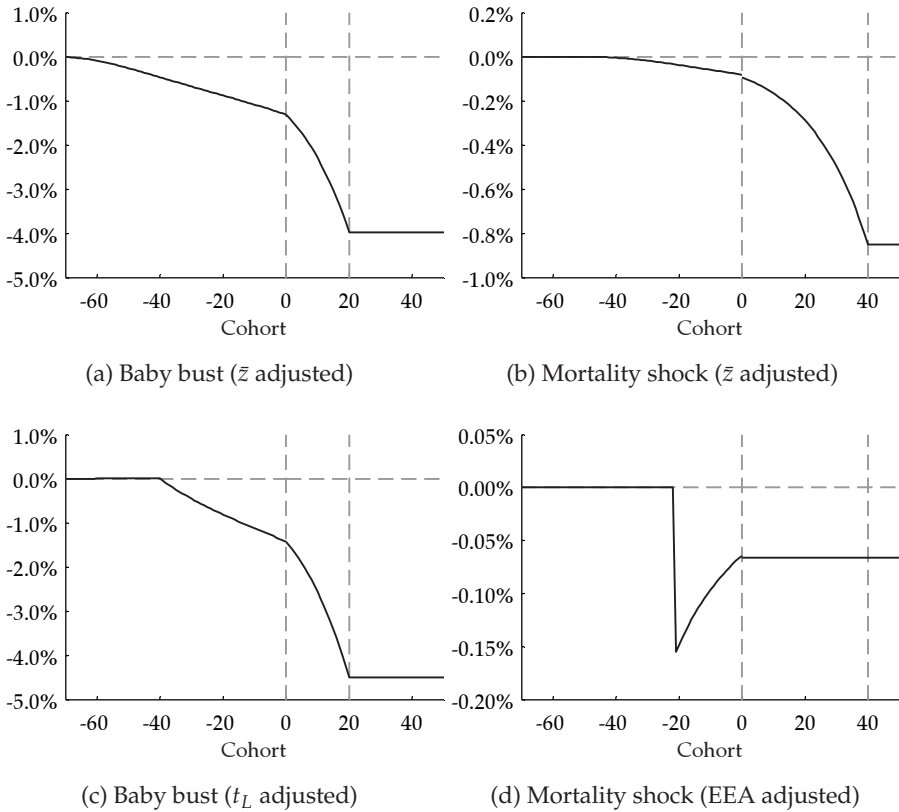 1.0%
0.0%
-1.0%
-2.0%
-3.0%
-4.0%
-5.0%
-60 -40 -20 0 20 40
Cohort
(a) Baby bust (z̄ adjusted)
0.2%
0.0%
-0.2%
-0.4%
-0.6%
-0.8%
-1.0%
-60 -40 -20 0 20 40
Cohort
(b) Mortality shock (z̄ adjusted)
1.0%
0.0%
-1.0%
-2.0%
-3.0%
-4.0%
-5.0%
-60 -40 -20 0 20 40
Cohort
(c) Baby bust (t_L adjusted)
0.05%
0.00%
-0.05%
-0.10%
-0.15%
-0.20%
-60 -40 -20 0 20 40
Cohort
(d) Mortality shock (EEA adjusted)